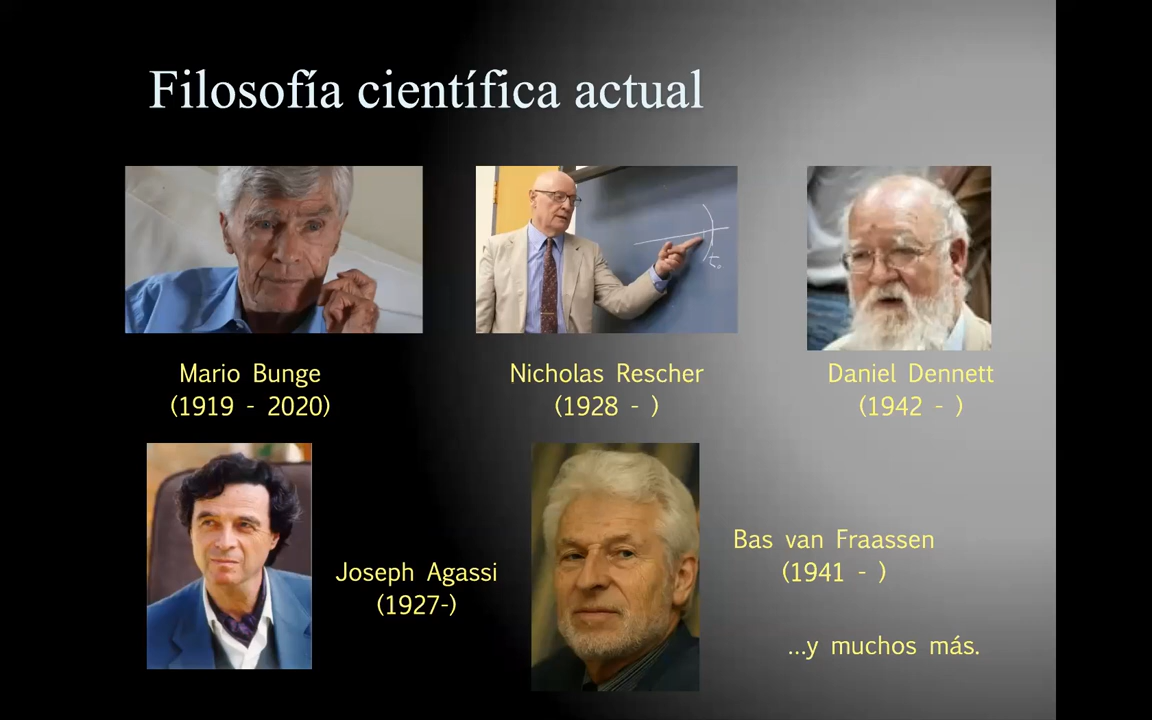 Filosofía científica actual
Mario Bunge
(1919 - 2020)
Nicholas Rescher
(1928 - )
Daniel Dennett
(1942 - )
Joseph Agassi
(1927-)
Bas van Fraassen
(1941 - )
...y muchos más.
t₀